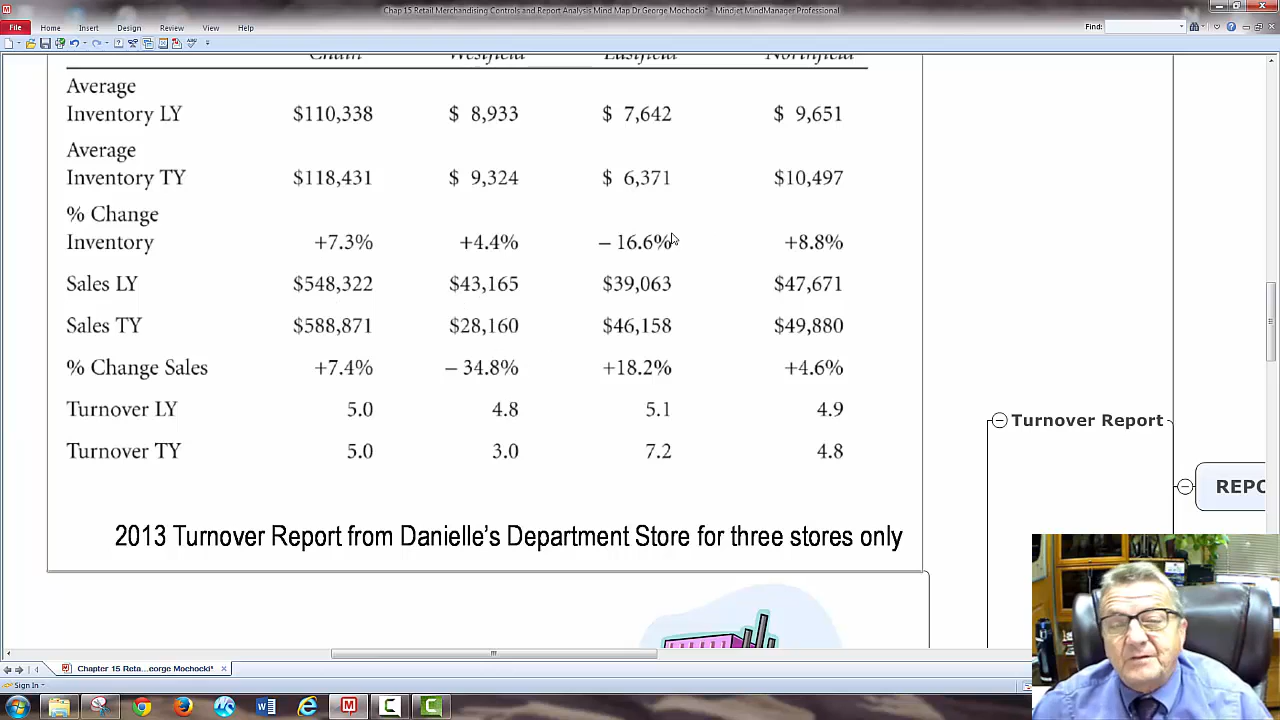 Chap 15 Retail Merchandising Controls and Report Analysis Mind Map Dr George Mochocki* - Mindjet MindManager Professional
File Home Insert Design Review View Help Find:
Chain Westfield Eastfield Northfield
Average
Inventory LY $110,338 $ 8,933 $ 7,642 $ 9,651
Average
Inventory TY $118,431 $ 9,324 $ 6,371 $10,497
% Change
Inventory +7.3% +4.4% – 16.6% +8.8%
Sales LY $548,322 $43,165 $39,063 $47,671
Sales TY $588,871 $28,160 $46,158 $49,880
% Change Sales +7.4% – 34.8% +18.2% +4.6%
Turnover LY 5.0 4.8 5.1 4.9
Turnover TY 5.0 3.0 7.2 4.8
Turnover Report
REPO
2013 Turnover Report from Danielle's Department Store for three stores only
Chapter 15 Reta...eorge Mochocki*
Sign In